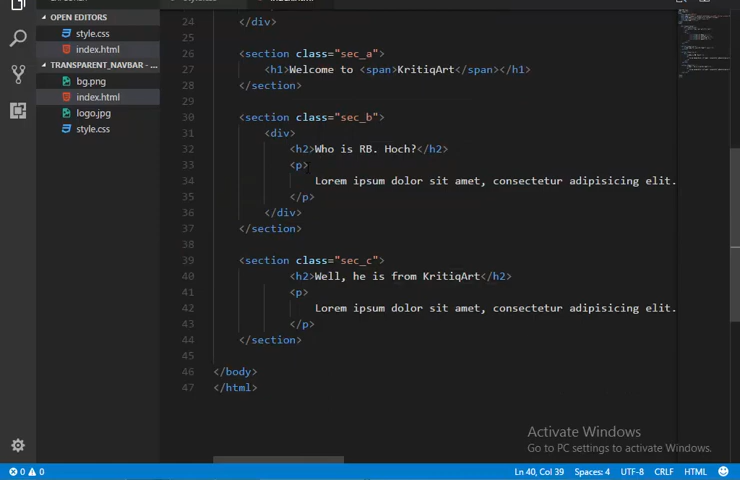 OPEN EDITORS
style.css
index.html
TRANSPARENT_NAVBAR - ...
bg.png
index.html
logo.jpg
style.css
24 </div>
25
26 <section class="sec_a">
27 <h1>Welcome to <span>KritiqArt</span></h1>
28 </section>
29
30 <section class="sec_b">
31 <div>
32 <h2>Who is RB. Hoch?</h2>
33 <p>
34 Lorem ipsum dolor sit amet, consectetur adipisicing elit.
35 </p>
36 </div>
37 </section>
38
39 <section class="sec_c">
40 <h2>Well, he is from KritiqArt</h2>
41 <p>
42 Lorem ipsum dolor sit amet, consectetur adipisicing elit.
43 </p>
44 </section>
45
46 </body>
47 </html>
Activate Windows
Go to PC settings to activate Windows.
0 0 Ln 40, Col 39 Spaces: 4 UTF-8 CRLF HTML